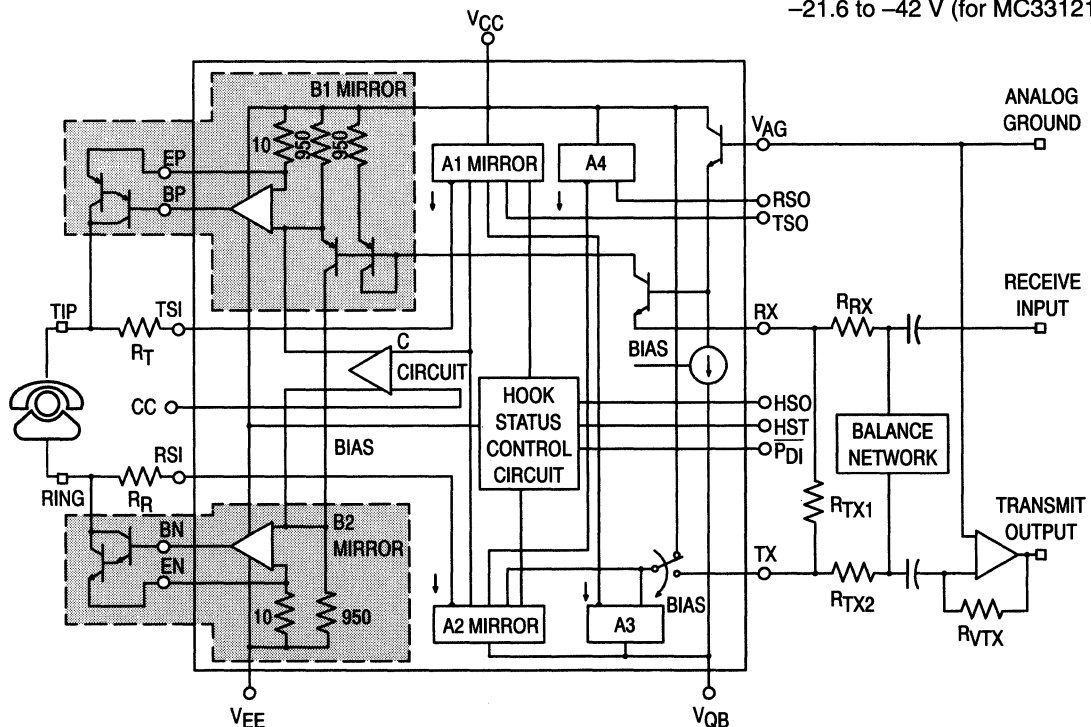 −21.6 to −42 V (for MC33121
VCC
B1 MIRROR
10
950
950
EP
BP
A1 MIRROR
A4
VAG
ANALOG
GROUND
RSO
TSO
TIP
RT
TSI
C
CIRCUIT
CC
RX
RRX
RECEIVE
INPUT
BIAS
HOOK
STATUS
CONTROL
CIRCUIT
HSO
HST
PDI
BALANCE
NETWORK
BIAS
RSI
RING
RR
RTX1
BN
EN
B2
MIRROR
10
950
TX
RTX2
TRANSMIT
OUTPUT
BIAS
A2 MIRROR
A3
RVTX
VEE
VQB